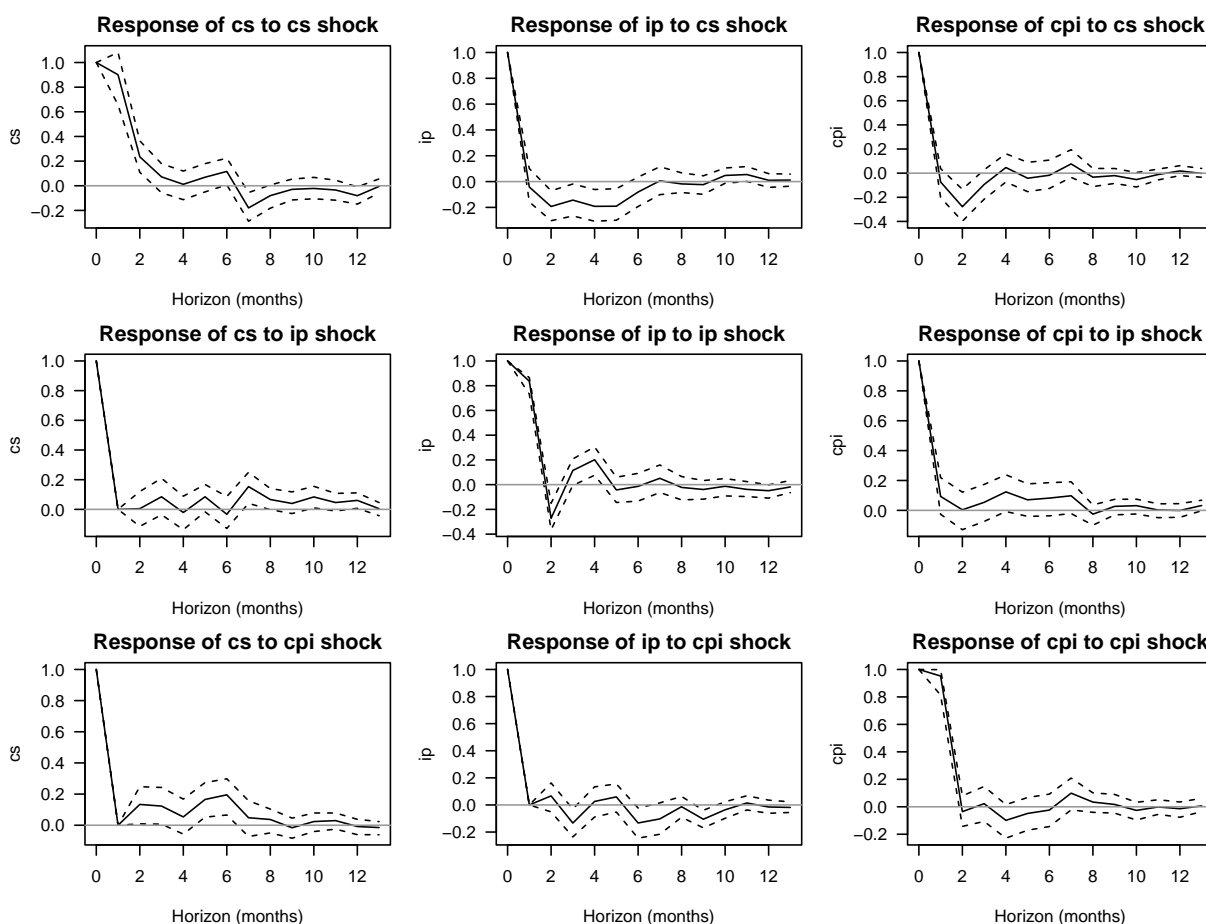 Response of cs to cs shock
cs
1.0
0.8
0.6
0.4
0.2
0.0
−0.2
0 2 4 6 8 10 12
Horizon (months)
Response of ip to cs shock
ip
1.0
0.8
0.6
0.4
0.2
0.0
−0.2
0 2 4 6 8 10 12
Horizon (months)
Response of cpi to cs shock
cpi
1.0
0.8
0.6
0.4
0.2
0.0
−0.2
−0.4
0 2 4 6 8 10 12
Horizon (months)
Response of cs to ip shock
cs
1.0
0.8
0.6
0.4
0.2
0.0
0 2 4 6 8 10 12
Horizon (months)
Response of ip to ip shock
ip
1.0
0.8
0.6
0.4
0.2
0.0
−0.2
−0.4
0 2 4 6 8 10 12
Horizon (months)
Response of cpi to ip shock
cpi
1.0
0.8
0.6
0.4
0.2
0.0
0 2 4 6 8 10 12
Horizon (months)
Response of cs to cpi shock
cs
1.0
0.8
0.6
0.4
0.2
0.0
0 2 4 6 8 10 12
Horizon (months)
Response of ip to cpi shock
ip
1.0
0.8
0.6
0.4
0.2
0.0
−0.2
0 2 4 6 8 10 12
Horizon (months)
Response of cpi to cpi shock
cpi
1.0
0.8
0.6
0.4
0.2
0.0
−0.2
0 2 4 6 8 10 12
Horizon (months)